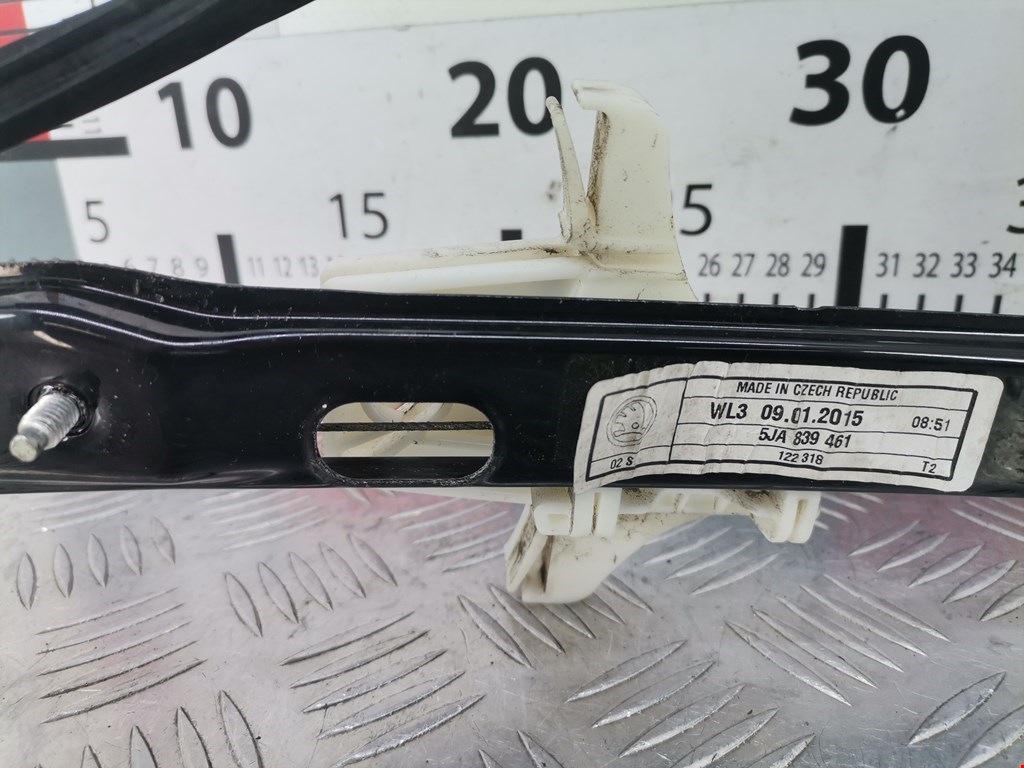 10 20 30
5 15 5
6 7 8 9 11 12 13 26 27 28 29 31 32 33 34
MADE IN CZECH REPUBLIC
WL3 09.01.2015 08:51
5JA 839 461
02 S 122 318 T2